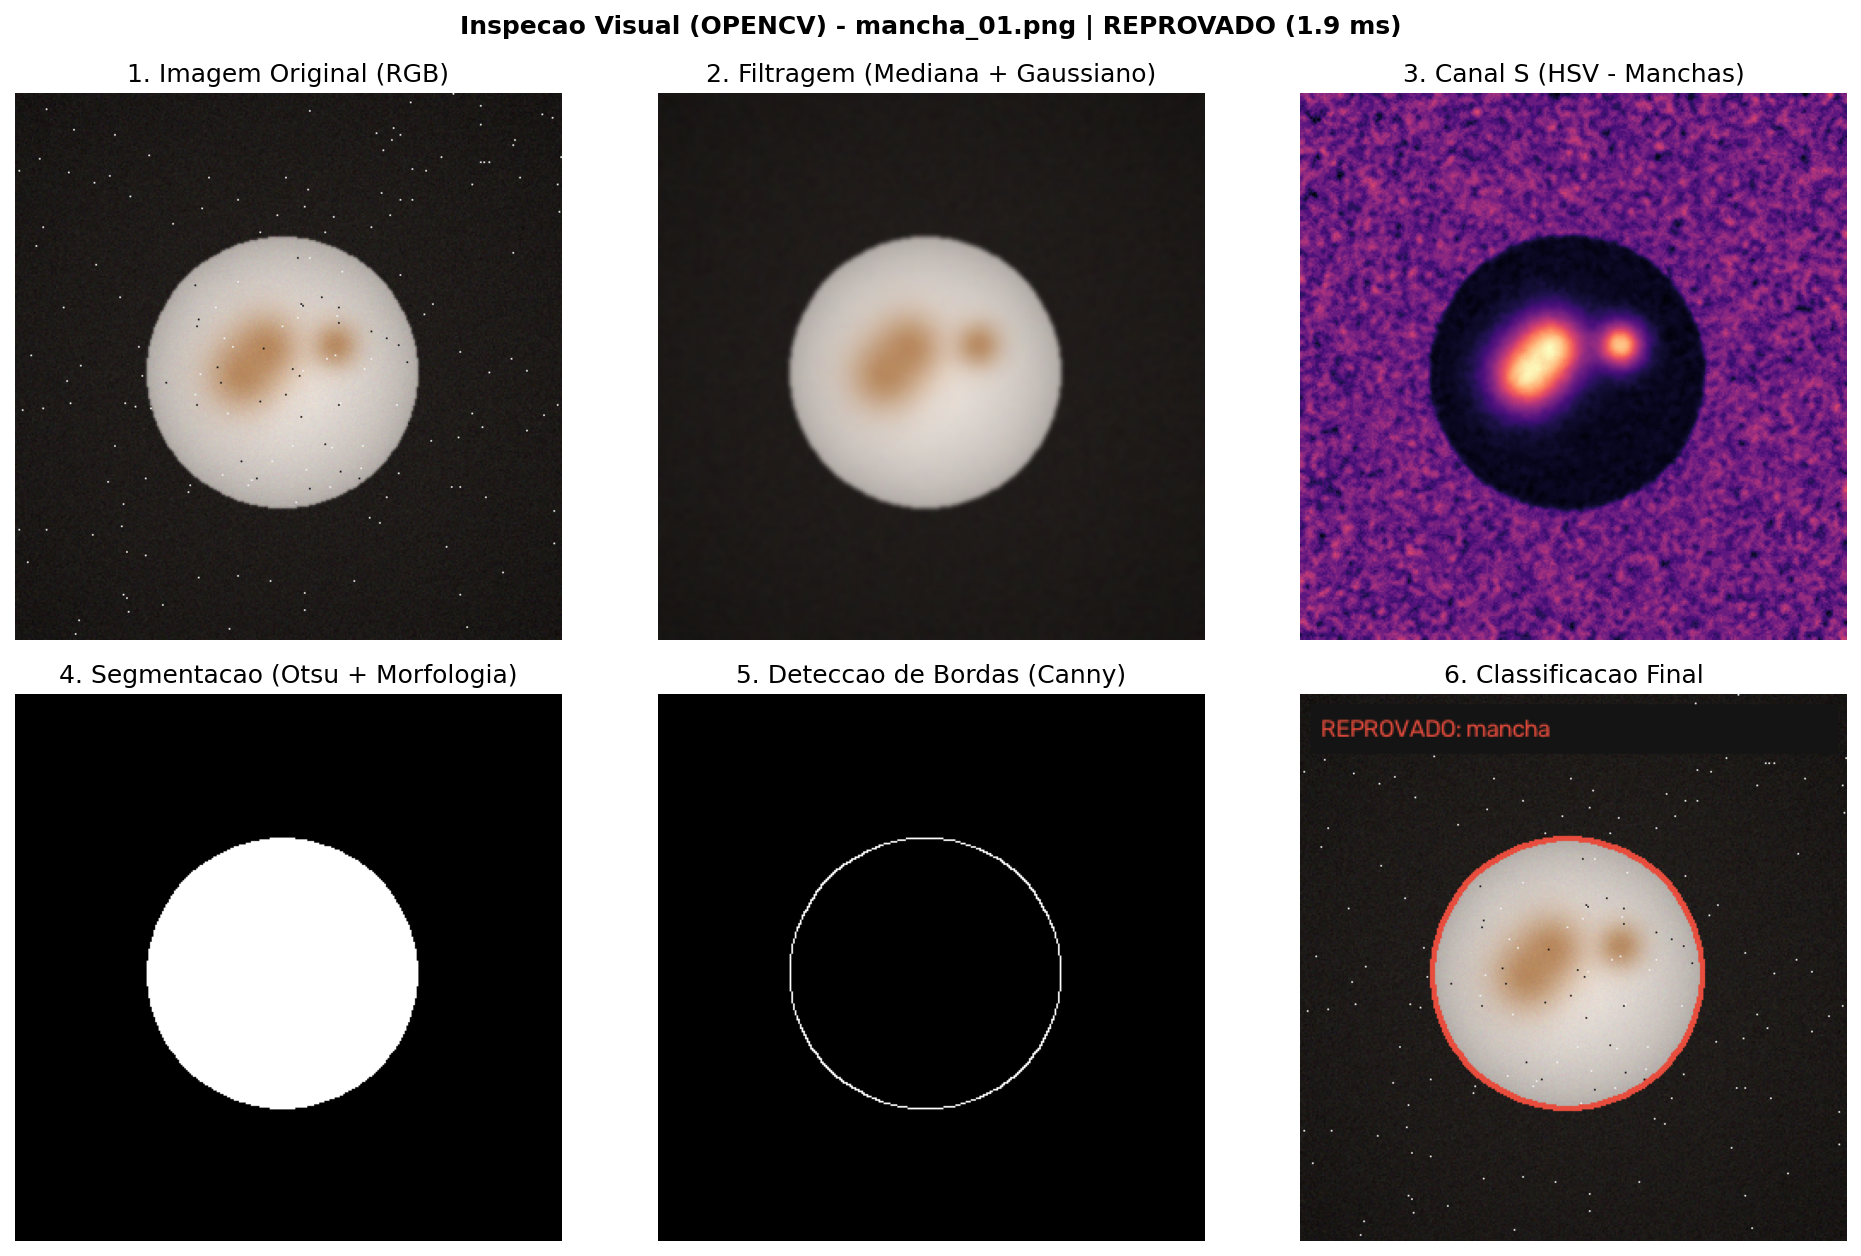 Inspecao Visual (OPENCV) - mancha_01.png | REPROVADO (1.9 ms)
1. Imagem Original (RGB)
2. Filtragem (Mediana + Gaussiano)
3. Canal S (HSV - Manchas)
4. Segmentacao (Otsu + Morfologia)
5. Deteccao de Bordas (Canny)
6. Classificacao Final
REPROVADO: mancha